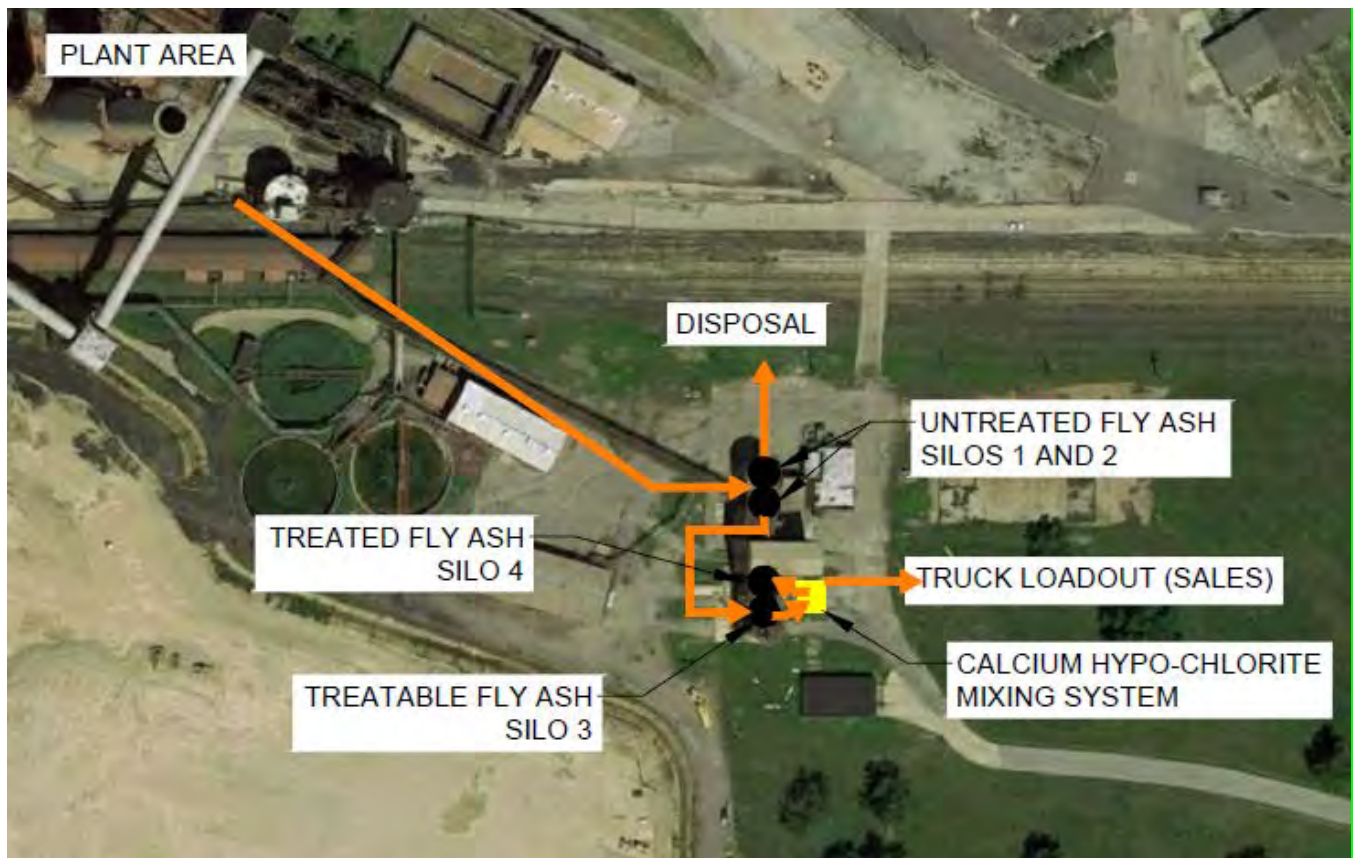 PLANT AREA
DISPOSAL
UNTREATED FLY ASH
SILOS 1 AND 2
TREATED FLY ASH
SILO 4
TRUCK LOADOUT (SALES)
CALCIUM HYPO-CHLORITE
MIXING SYSTEM
TREATABLE FLY ASH
SILO 3